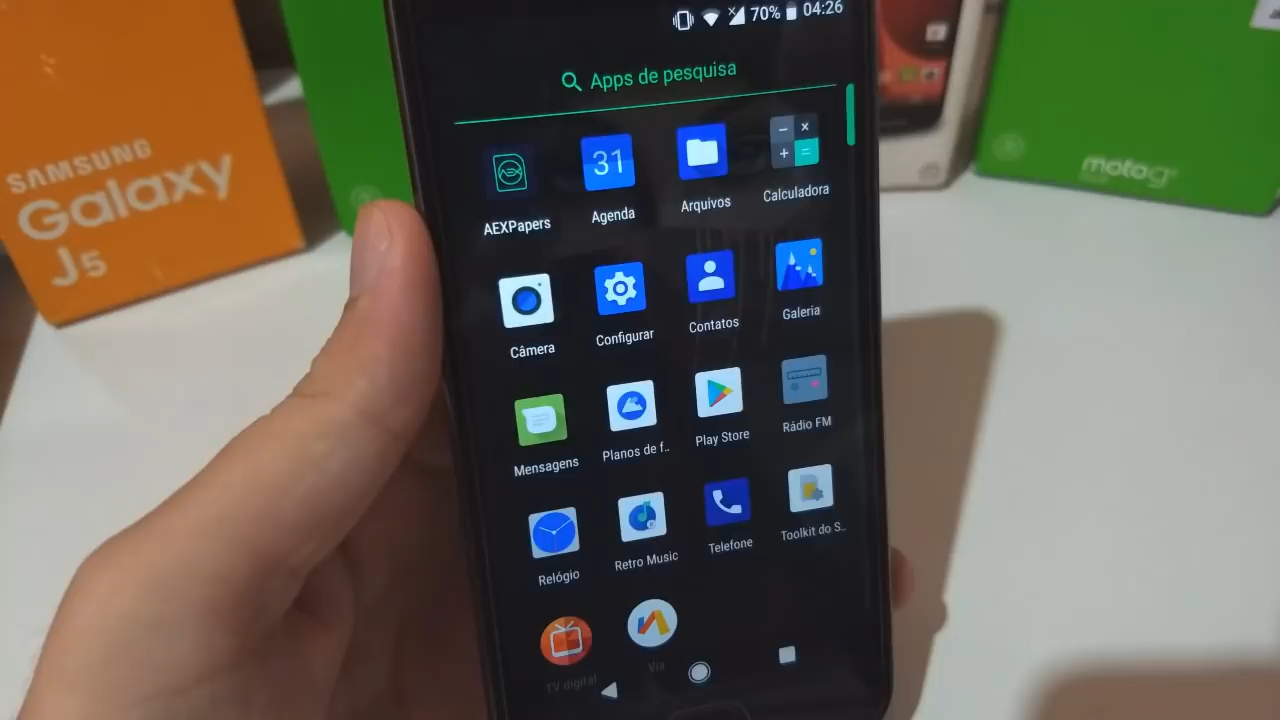 70% 04:26
Apps de pesquisa
SAMSUNG
Galaxy
J5
moto g
AEX
31
AEXPapers
Agenda
Arquivos
Calculadora
Câmera
Configurar
Contatos
Galeria
Mensagens
Planos de f..
Play Store
Rádio FM
Relógio
Retro Music
Telefone
Toolkit do S..
TV digital
Via